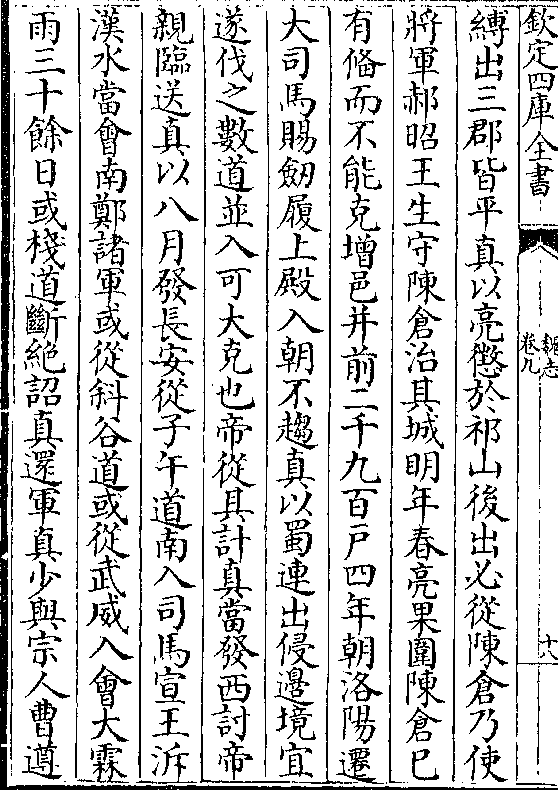 欽定四庫全書
魏志
卷九
十八
縛出三郡皆平真以亮懲於祁山後出必從陳倉乃使
將軍郝昭王生守陳倉治其城明年春亮果圍陳倉已
有偹而不能克增邑并前二千九百戸四年朝洛陽遷
大司馬賜劒履上殿入朝不趨真以蜀連出侵邊境宜
遂伐之數道並入可大克也帝從其計真當發西討帝
親臨送真以八月發長安從子午道南入司馬宣王泝
漢水當會南鄭諸軍或從斜谷道或從武威入會大霖
雨三十餘日或棧道斷絶詔真還軍真少與宗人曹遵